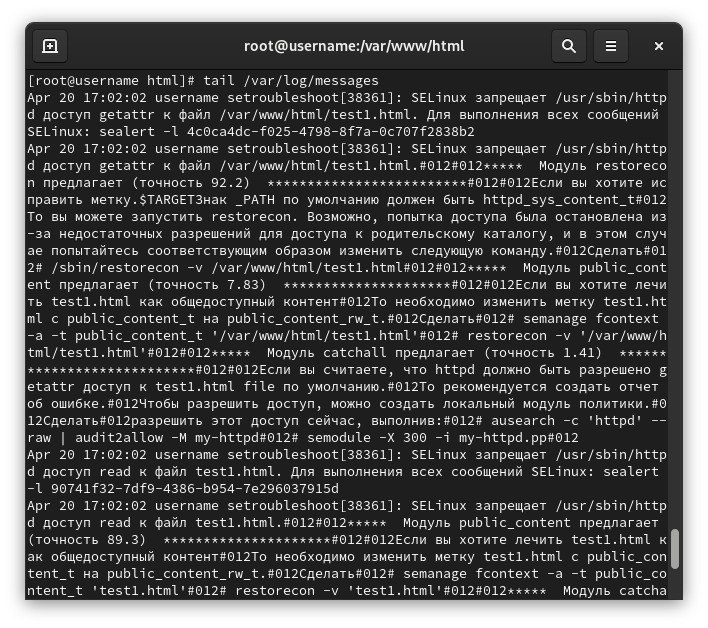 root@username:/var/www/html
[root@username html]# tail /var/log/messages
Apr 20 17:02:02 username setroubleshoot[38361]: SELinux запрещает /usr/sbin/http
d доступ getattr к файл /var/www/html/test1.html. Для выполнения всех сообщений
SELinux: sealert -l 4c0ca4dc-f025-4798-8f7a-0c707f2838b2
Apr 20 17:02:02 username setroubleshoot[38361]: SELinux запрещает /usr/sbin/http
d доступ getattr к файл /var/www/html/test1.html.#012#012***** Модуль restoreco
n предлагает (точность 92.2) *************************#012#012Если вы хотите ис
править метку.$TARGETЗнак _PATH по умолчанию должен быть httpd_sys_content_t#012
То вы можете запустить restorecon. Возможно, попытка доступа была остановлена из
-за недостаточных разрешений для доступа к родительскому каталогу, и в этом случ
ае попытайтесь соответствующим образом изменить следующую команду.#012Сделать#01
2# /sbin/restorecon -v /var/www/html/test1.html#012#012***** Модуль public_cont
ent предлагает (точность 7.83) *********************#012#012Если вы хотите лечи
ть test1.html как общедоступный контент#012То необходимо изменить метку test1.ht
ml с public_content_t на public_content_rw_t.#012Сделать#012# semanage fcontext
-a -t public_content_t '/var/www/html/test1.html'#012# restorecon -v '/var/www/h
tml/test1.html'#012#012***** Модуль catchall предлагает (точность 1.41) ******
*********************#012#012Если вы считаете, что httpd должно быть разрешено g
etattr доступ к test1.html file по умолчанию.#012То рекомендуется создать отчет
об ошибке.#012Чтобы разрешить доступ, можно создать локальный модуль политики.#0
12Сделать#012разрешить этот доступ сейчас, выполнив:#012# ausearch -c 'httpd' --
raw | audit2allow -M my-httpd#012# semodule -X 300 -i my-httpd.pp#012
Apr 20 17:02:02 username setroubleshoot[38361]: SELinux запрещает /usr/sbin/http
d доступ read к файл test1.html. Для выполнения всех сообщений SELinux: sealert
-l 90741f32-7df9-4386-b954-7e296037915d
Apr 20 17:02:02 username setroubleshoot[38361]: SELinux запрещает /usr/sbin/http
d доступ read к файл test1.html.#012#012***** Модуль public_content предлагает
(точность 89.3) *********************#012#012Если вы хотите лечить test1.html к
ак общедоступный контент#012То необходимо изменить метку test1.html с public_con
tent_t на public_content_rw_t.#012Сделать#012# semanage fcontext -a -t public_co
ntent_t 'test1.html'#012# restorecon -v 'test1.html'#012#012***** Модуль catcha